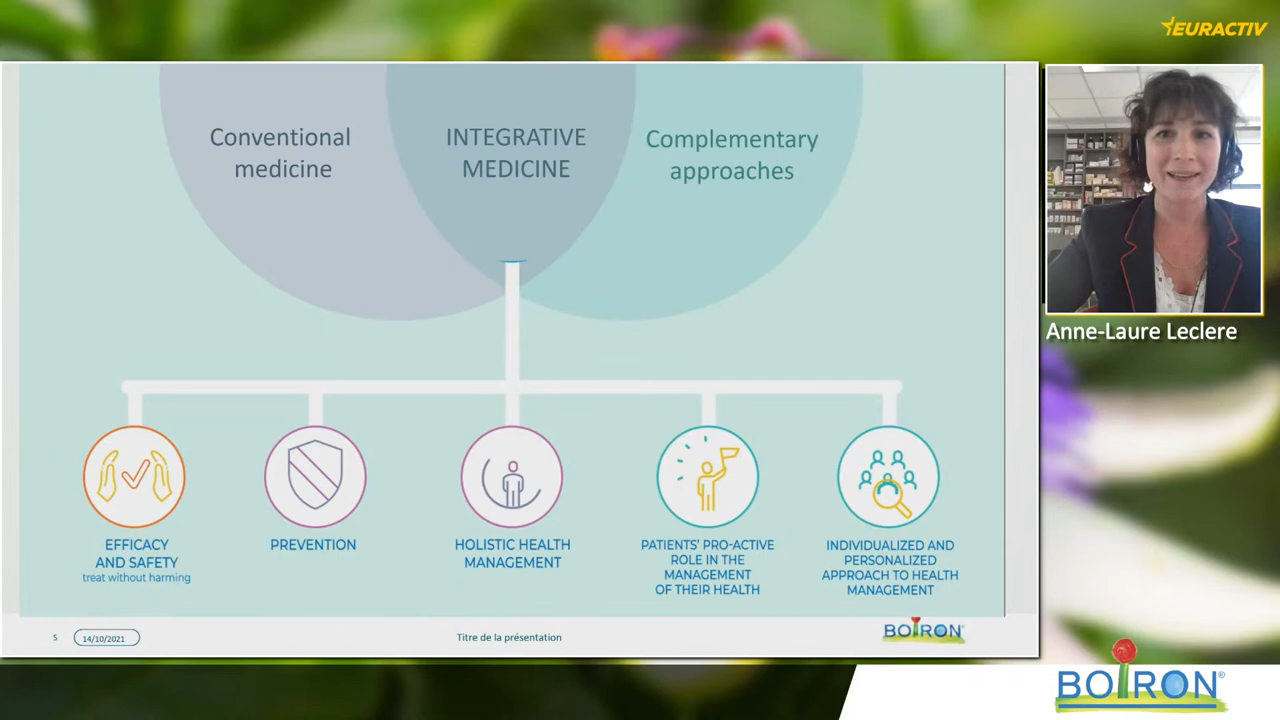 EURACTIV
Conventional
medicine
INTEGRATIVE
MEDICINE
Complementary
approaches
Anne-Laure Leclere
EFFICACY
AND SAFETY
treat without harming
PREVENTION
HOLISTIC HEALTH
MANAGEMENT
PATIENTS' PRO-ACTIVE
ROLE IN THE
MANAGEMENT
OF THEIR HEALTH
INDIVIDUALIZED AND
PERSONALIZED
APPROACH TO HEALTH
MANAGEMENT
5
14/10/2021
Titre de la présentation
BOIRON
BOIRON®